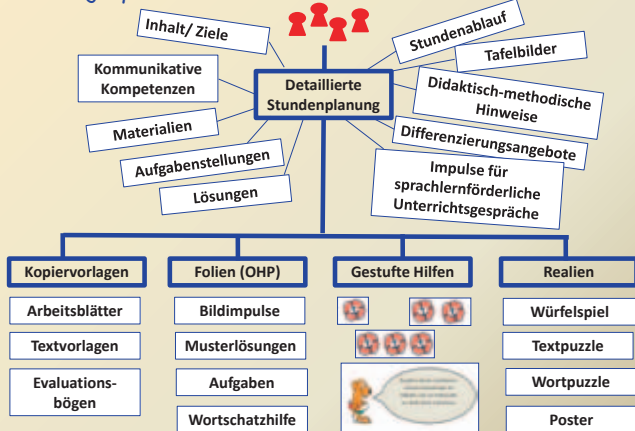 Inhalt/ Ziele
Kommunikative
Kompetenzen
Materialien
Aufgabenstellungen
Lösungen
Detaillierte
Stundenplanung
Stundenablauf
Tafelbilder
Didaktisch-methodische
Hinweise
Differenzierungsangebote
Impulse für
sprachlernförderliche
Unterrichtsgespräche
Kopiervorlagen
Arbeitsblätter
Textvorlagen
Evaluations-
bögen
Folien (OHP)
Bildimpulse
Musterlösungen
Aufgaben
Wortschatzhilfe
Gestufte Hilfen
Realien
Würfelspiel
Textpuzzle
Wortpuzzle
Poster